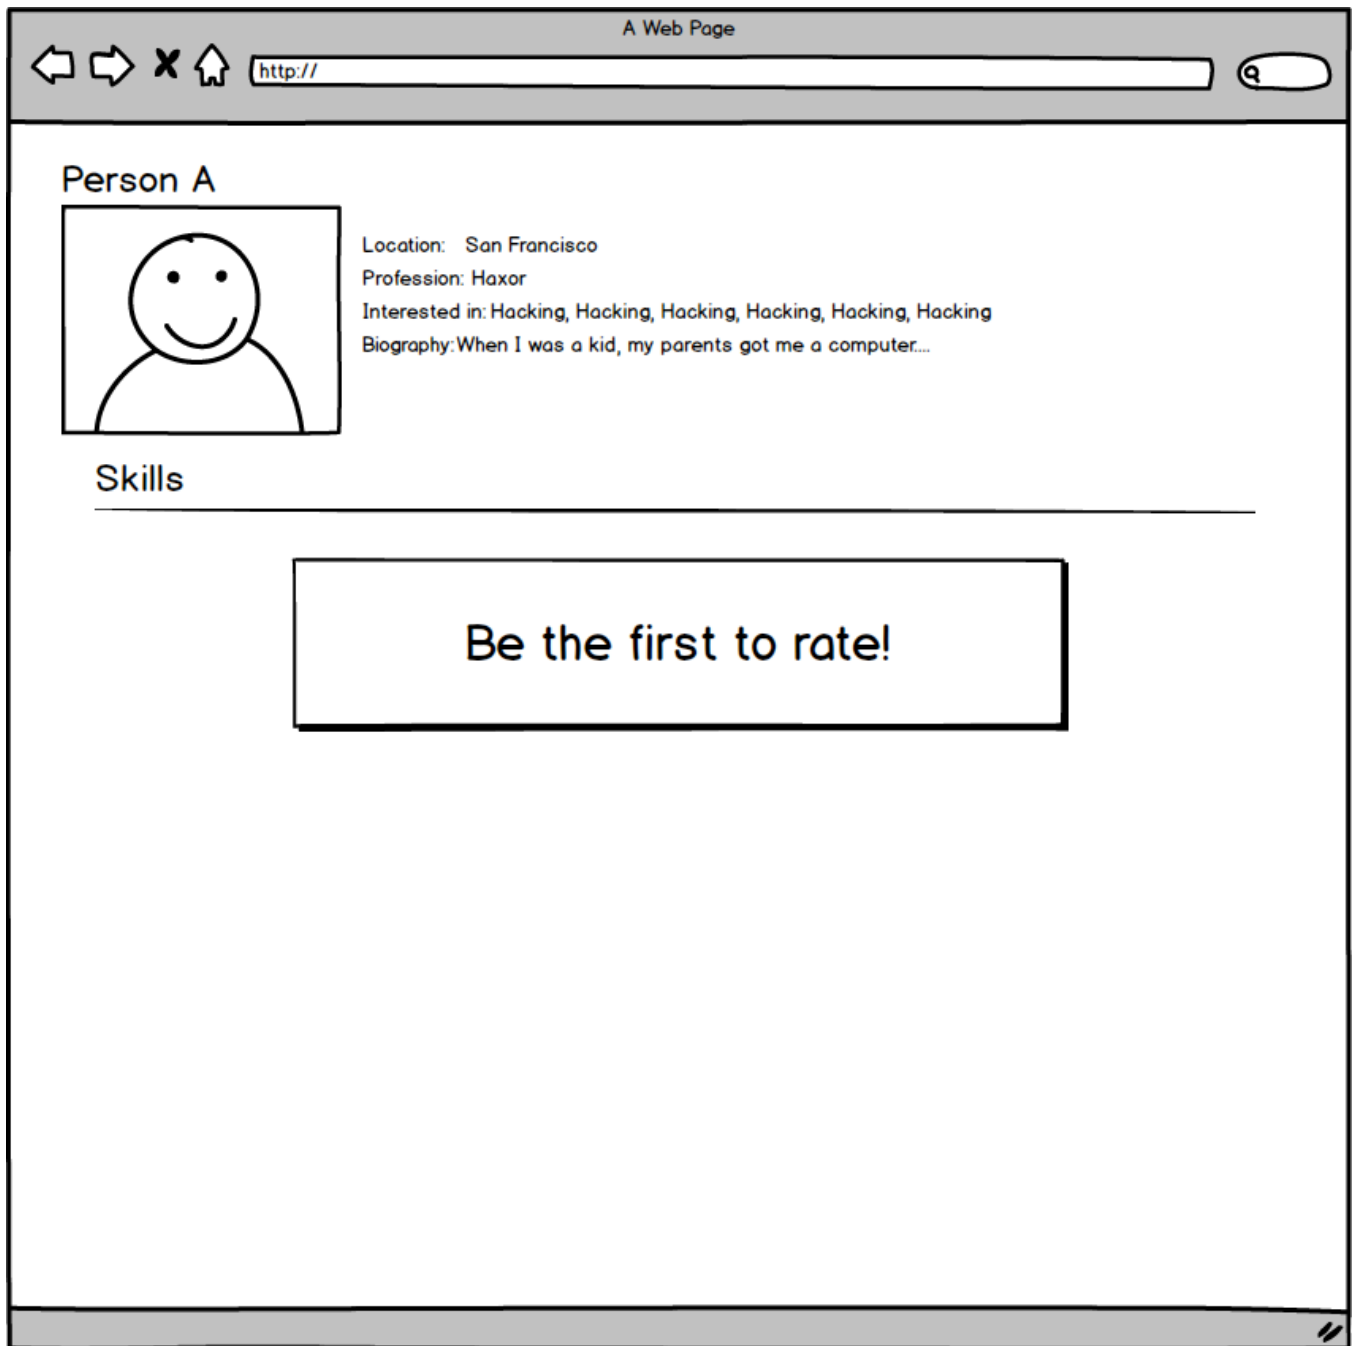 A Web Page
http://
Person A
Location: San Francisco
Profession: Haxor
Interested in: Hacking, Hacking, Hacking, Hacking, Hacking, Hacking
Biography: When I was a kid, my parents got me a computer....
Skills
Be the first to rate!